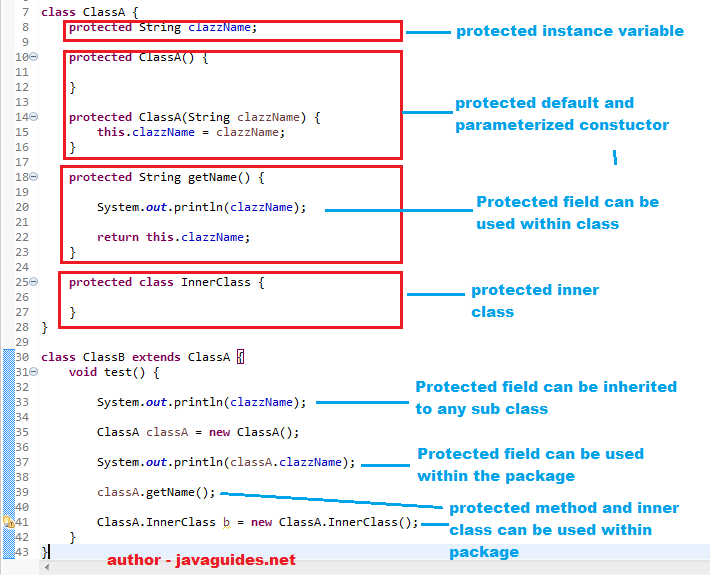 7 class ClassA {
8 protected String clazzName; protected instance variable
9
10 protected ClassA() {
11
12 } protected default and
13 parameterized constuctor
14 protected ClassA(String clazzName) {
15 this.clazzName = clazzName;
16 }
17
18 protected String getName() {
19
20 System.out.println(clazzName); Protected field can be
21 used within class
22 return this.clazzName;
23 }
24
25 protected class InnerClass { protected inner
26 class
27 }
28 }
29
30 class ClassB extends ClassA {
31 void test() {
32
33 System.out.println(clazzName); Protected field can be inherited
34 to any sub class
35 ClassA classA = new ClassA();
36
37 System.out.println(classA.clazzName); Protected field can be used
38 within the package
39 classA.getName();
40 protected method and inner
41 ClassA.InnerClass b = new ClassA.InnerClass(); class can be used within
42 } package
43 }
author - javaguides.net